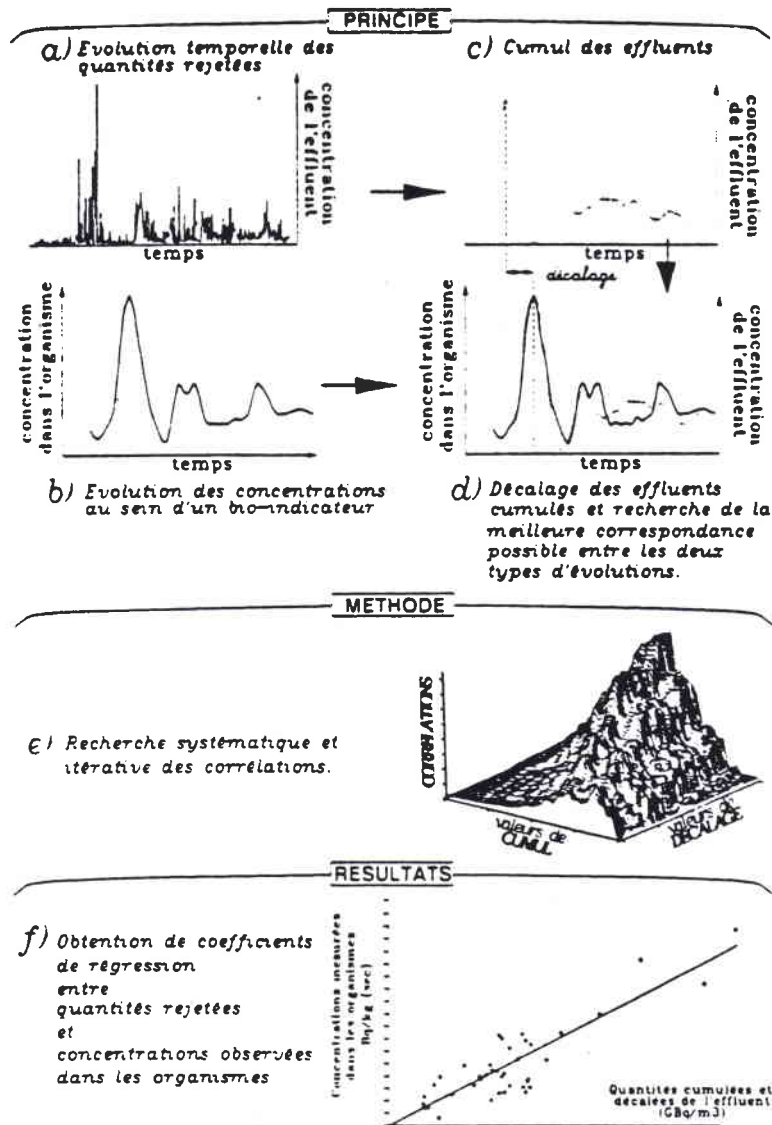 PRINCIPE
a) Evolution temporelle des
quantités rejetées
concentration
de l'effluent
temps
c) Cumul des effluents
concentration
de l'effluent
temps
décalage
concentration
dans l'organisme
temps
b) Evolution des concentrations
au sein d'un bio-indicateur
concentration
dans l'organisme
concentration
de l'effluent
temps
d) Décalage des effluents
cumulés et recherche de la
meilleure correspondance
possible entre les deux
types d'évolutions.
METHODE
e) Recherche systématique et
itérative des corrélations.
CORRELATIONS
valeurs de
CUMUL
valeurs de
DECALAGE
RESULTATS
f) Obtention de coefficients
de régression
entre
quantités rejetées
et
concentrations observées
dans les organismes
Concentrations mesurées
dans les organismes
Bq/kg (sec)
Quantités cumulées et
décalées de l'effluent
(GBq/m3)